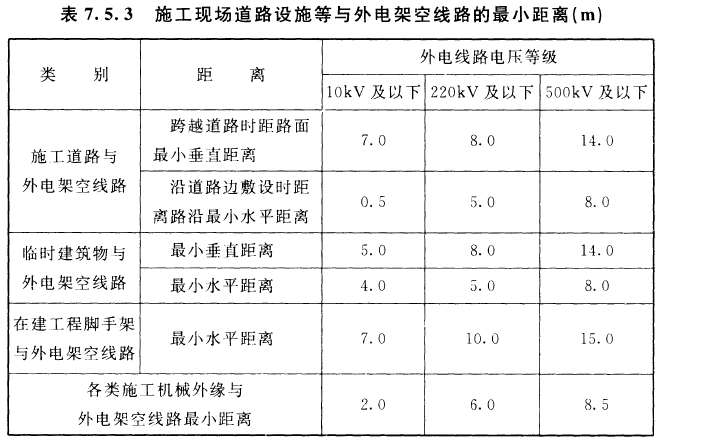 表 7.5.3 施工现场道路设施等与外电架空线路的最小距离(m)
类 别
距 离
外电线路电压等级
10kV 及以下
220kV 及以下
500kV 及以下
施工道路与
外电架空线路
跨越道路时距路面
最小垂直距离
7.0
8.0
14.0
沿道路边敷设时距
离路沿最小水平距离
0.5
5.0
8.0
临时建筑物与
外电架空线路
最小垂直距离
5.0
8.0
14.0
最小水平距离
4.0
5.0
8.0
在建工程脚手架
与外电架空线路
最小水平距离
7.0
10.0
15.0
各类施工机械外缘与
外电架空线路最小距离
2.0
6.0
8.5